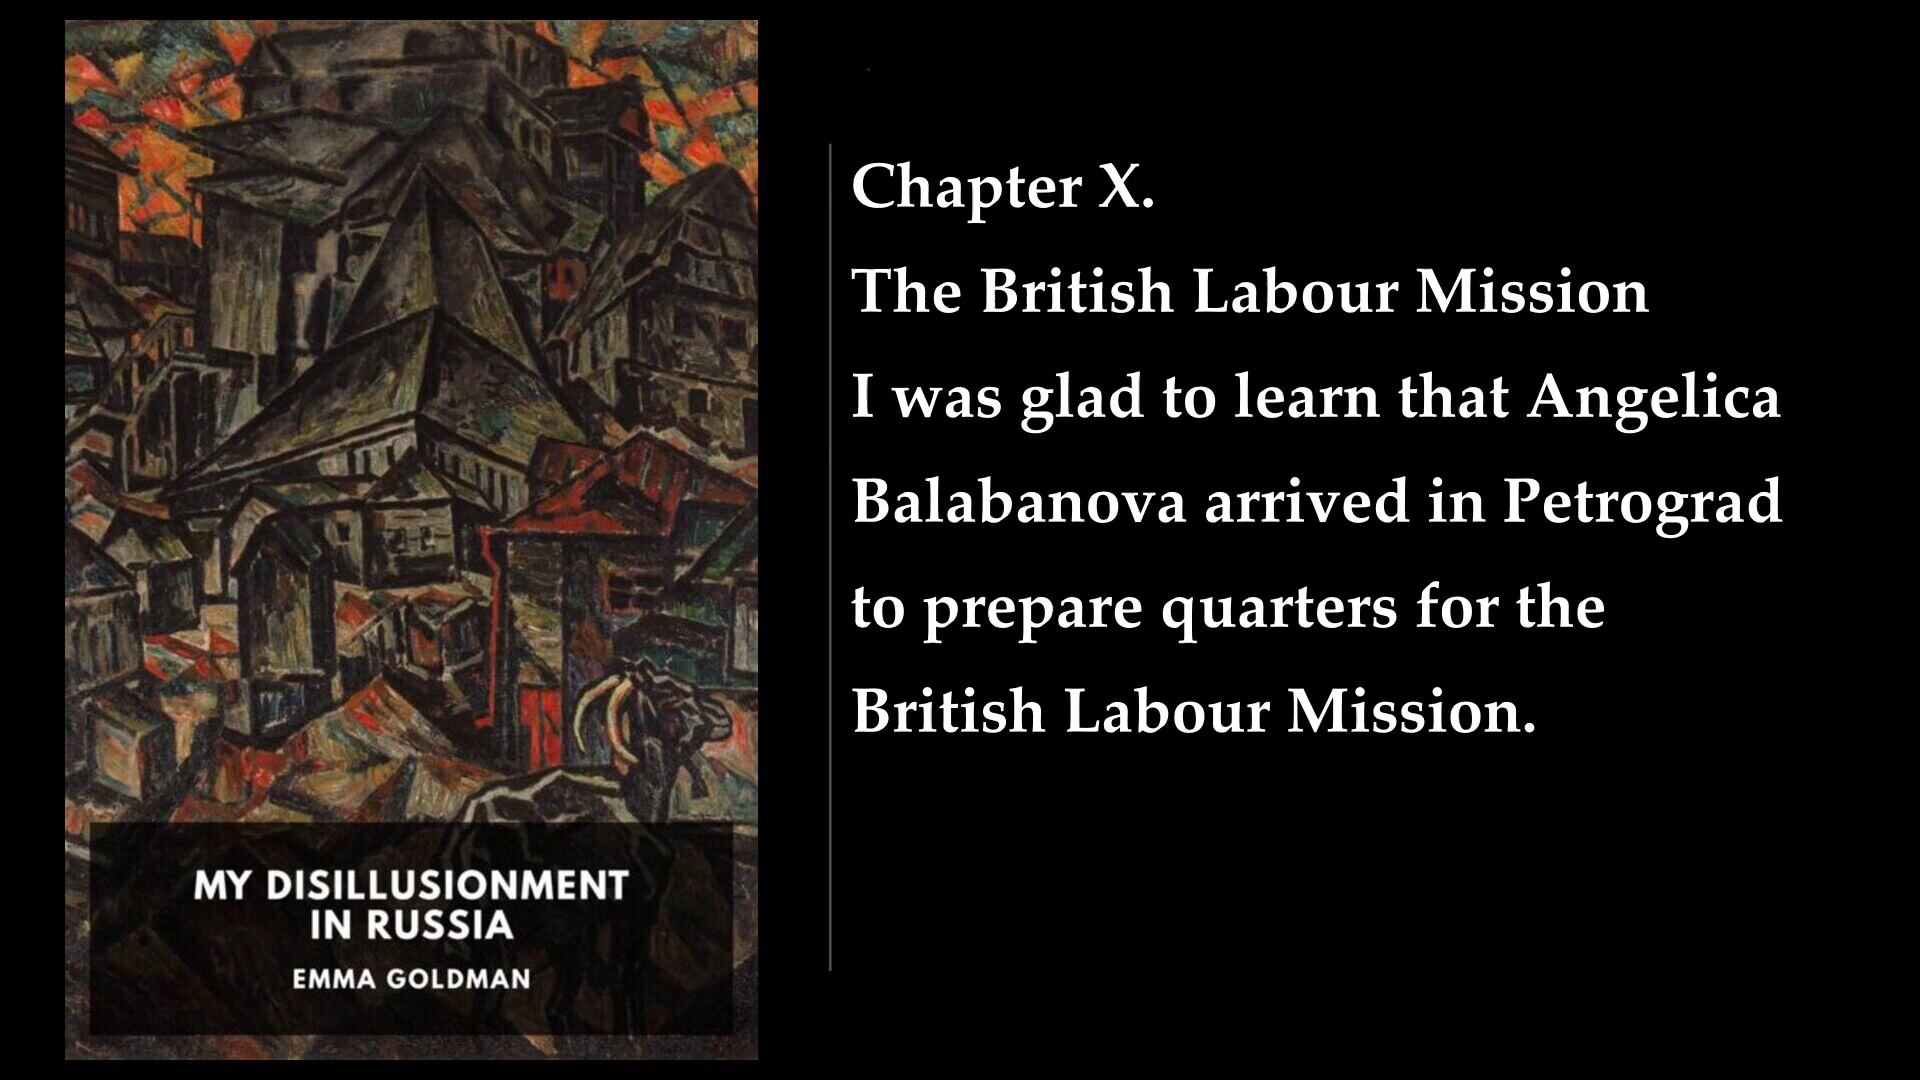 MY DISILLUSIONMENT
IN RUSSIA
EMMA GOLDMAN
Chapter X.
The British Labour Mission
I was glad to learn that Angelica
Balabanova arrived in Petrograd
to prepare quarters for the
British Labour Mission.